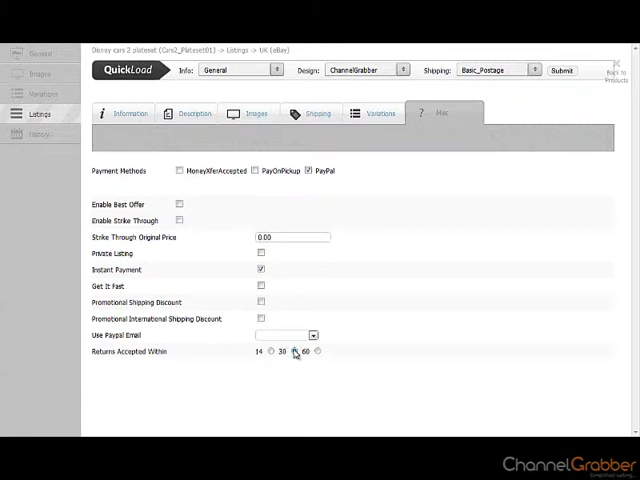 Disney cars 2 plateset (Cars2_Plateset01) -> Listings -> UK (eBay)
General
Images
Variations
Listings
History
QuickLoad Info: General Design: ChannelGrabber Shipping: Basic_Postage Submit
Back to
Products
i Information Description Images Shipping Variations ? Misc
Payment Methods MoneyXferAccepted PayOnPickup PayPal
Enable Best Offer
Enable Strike Through
Strike Through Original Price 0.00
Private Listing
Instant Payment
Get It Fast
Promotional Shipping Discount
Promotional International Shipping Discount
Use Paypal Email
Returns Accepted Within 14 30 60
ChannelGrabber